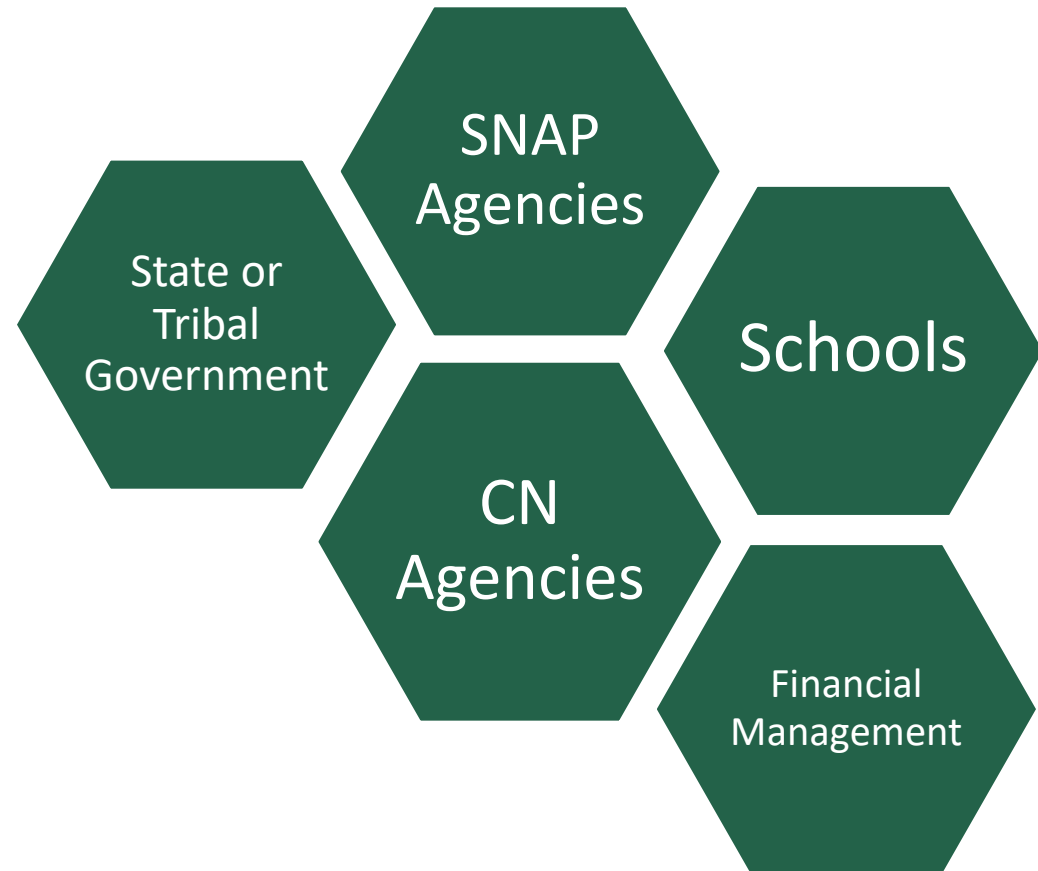 SNAP
Agencies
State or
Tribal
Government
Schools
CN
Agencies
Financial
Management